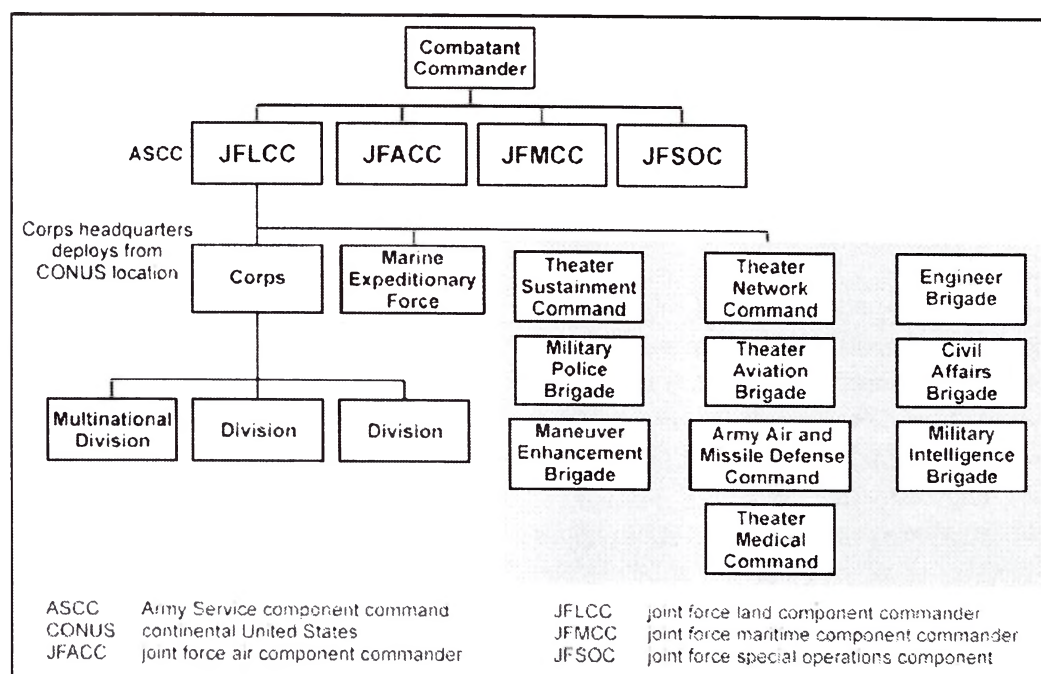 Combatant
Commander
ASCC
JFLCC
JFACC
JFMCC
JFSOC
Corps headquarters
deploys from
CONUS location
Corps
Marine
Expeditionary
Force
Theater
Sustainment
Command
Theater
Network
Command
Engineer
Brigade
Military
Police
Brigade
Theater
Aviation
Brigade
Civil
Affairs
Brigade
Multinational
Division
Division
Division
Maneuver
Enhancement
Brigade
Army Air and
Missile Defense
Command
Military
Intelligence
Brigade
Theater
Medical
Command
ASCC Army Service component command
CONUS continental United States
JFACC joint force air component commander
JFLCC joint force land component commander
JFMCC joint force maritime component commander
JFSOC joint force special operations component